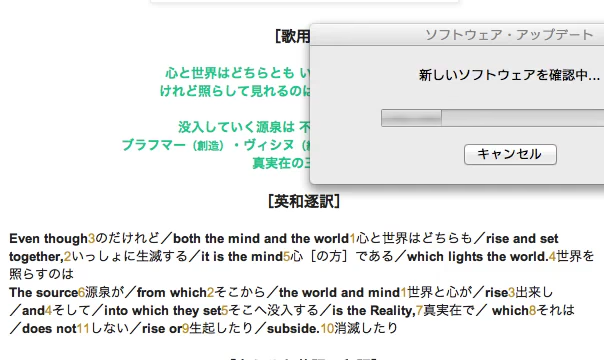 [歌用
ソフトウェア・アップデート
心と世界はどちらとも い
新しいソフトウェアを確認中...
けれど照らして見れるのは
没入していく源泉は 不
キャンセル
ブラフマー（創造）・ヴィシヌ（
真実在の三
[英和逐訳]
Even though3のだけれど／both the mind and the world1心と世界はどちらも／rise and set
together,2いっしょに生滅する／it is the mind5心［の方］である／which lights the world.4世界を
照らすのは
The source6源泉が／from which2そこから／the world and mind1世界と心が／rise3出来し
／and4そして／into which they set5そこへ没入する／is the Reality,7真実在で／ which8それは
／does not11しない／rise or9生起したり／subside.10消滅したり